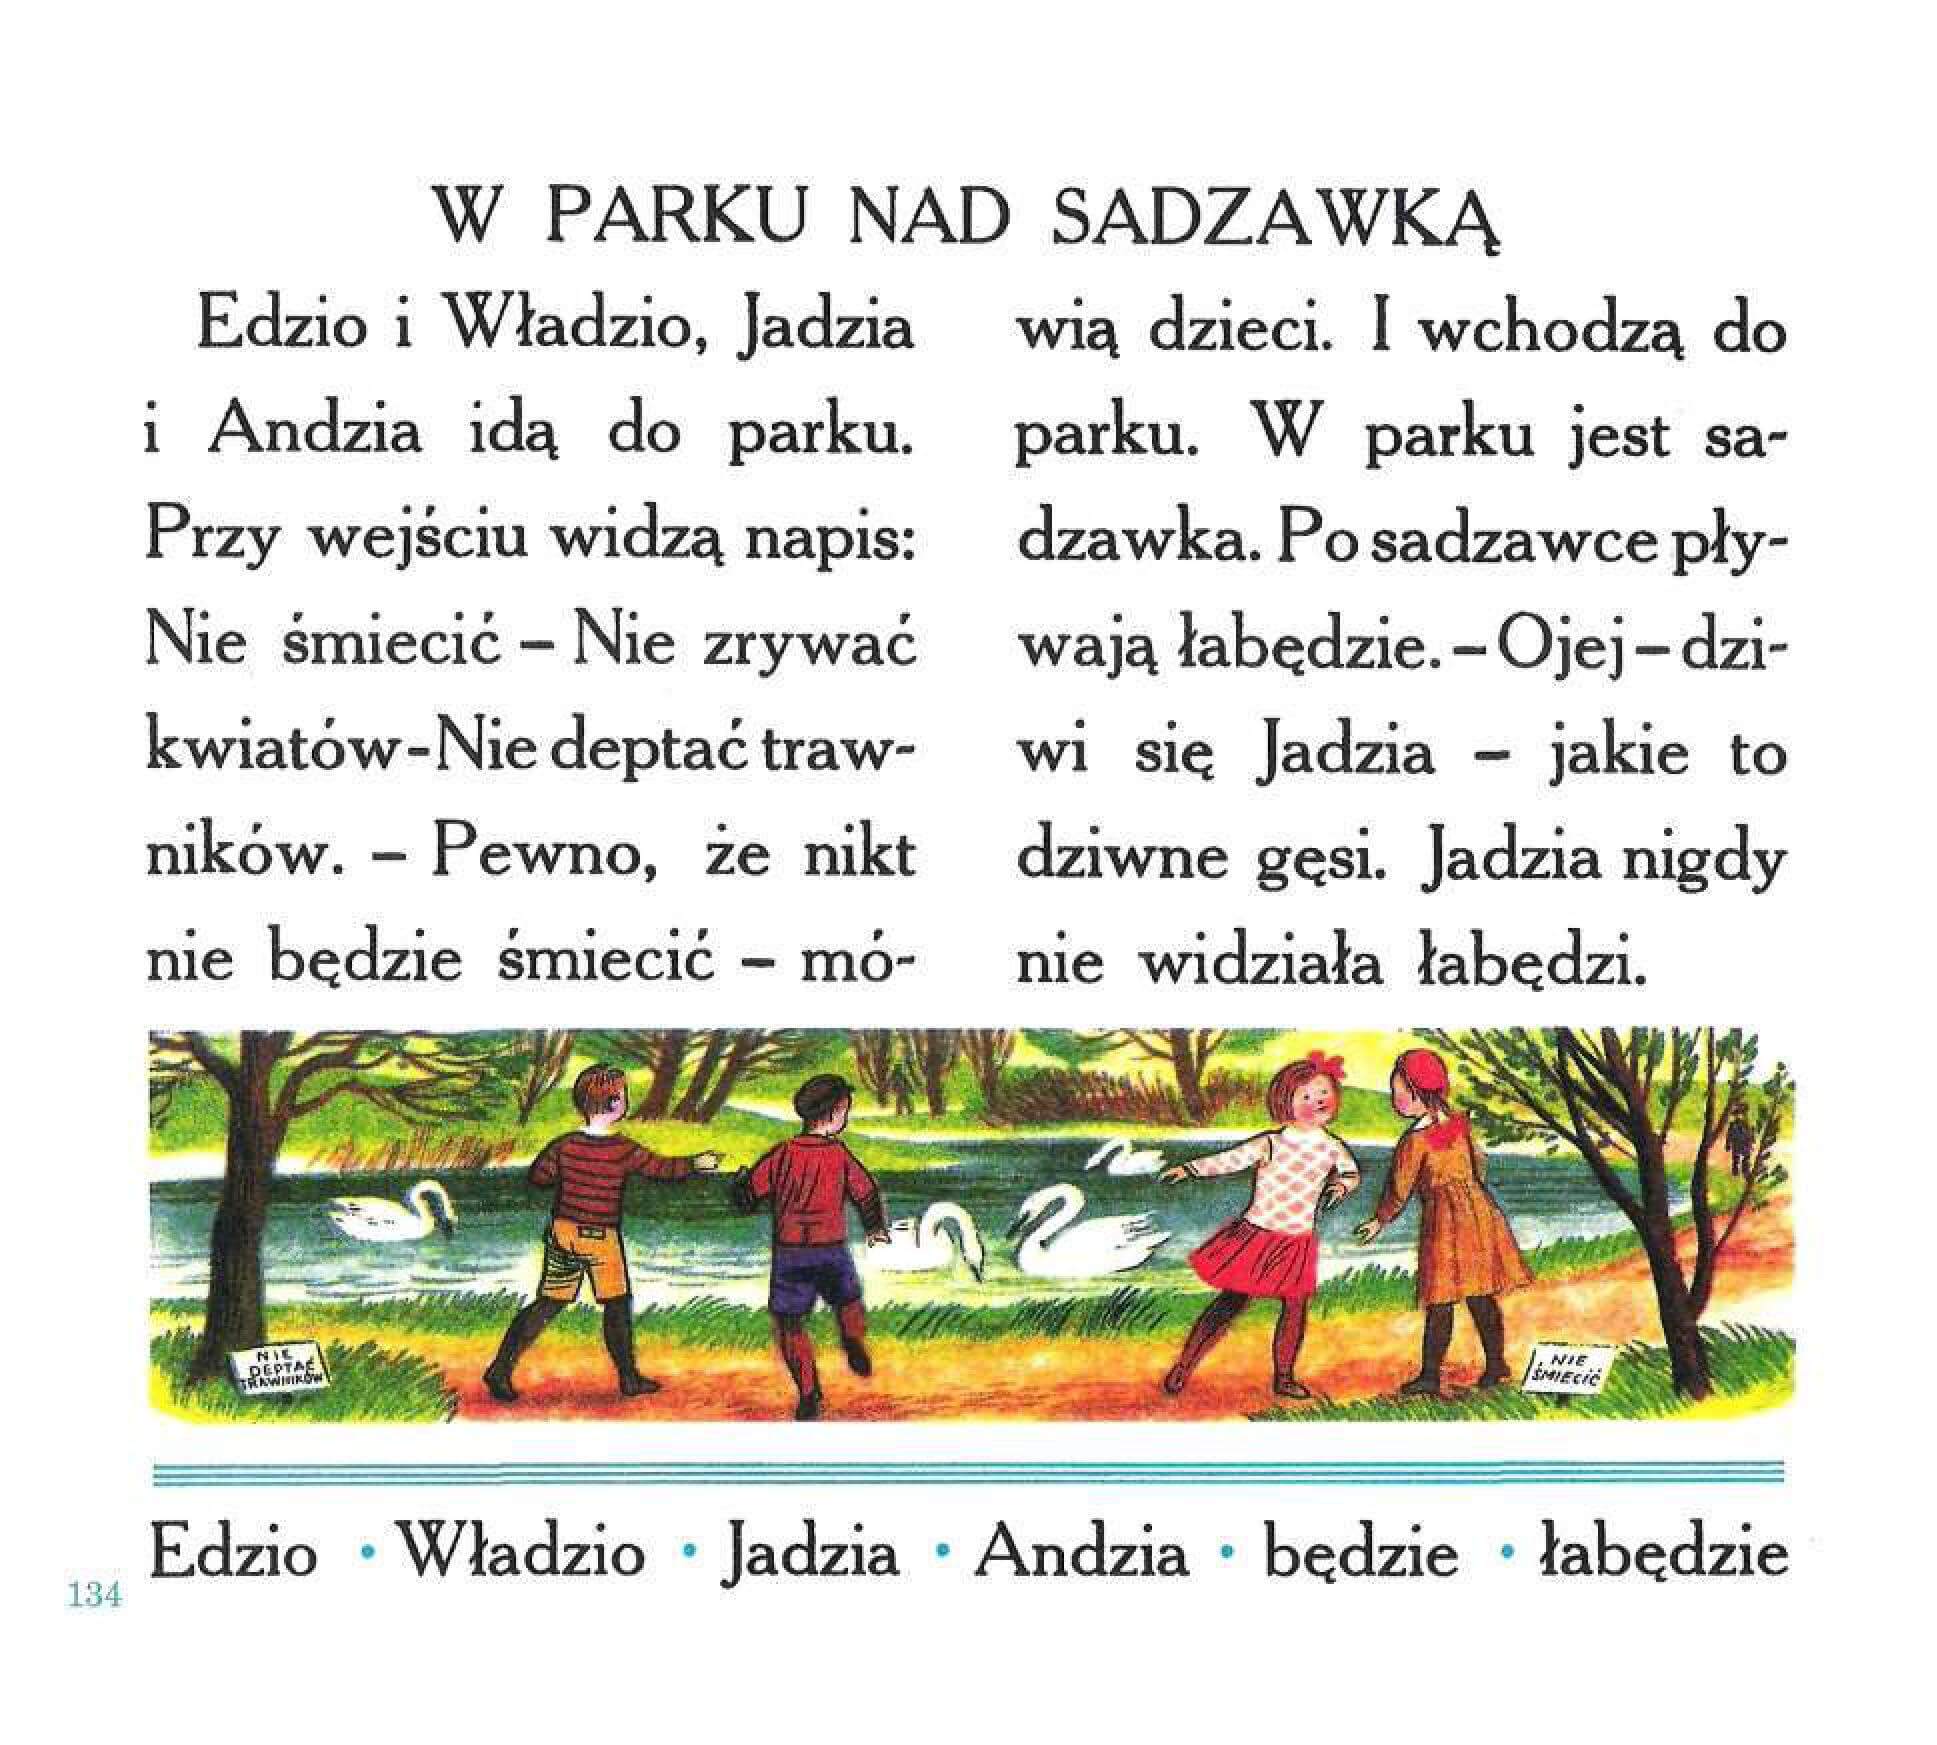 W PARKU NAD SADZAWKĄ
Edzio i Władzio, Jadzia
i Andzia idą do parku.
Przy wejściu widzą napis:
Nie śmiecić – Nie zrywać
kwiatów-Nie deptać traw-
ników. – Pewno, że nikt
nie będzie śmiecić – mó-
wią dzieci. I wchodzą do
parku. W parku jest sa-
dzawka. Po sadzawce pły-
wają łabędzie. – Ojej – dzi-
wi się Jadzia – jakie to
dziwne gęsi. Jadzia nigdy
nie widziała łabędzi.
NIE
DEPTAĆ
TRAWNIKÓW
NIE
ŚMIECIĆ
Edzio • Władzio • Jadzia • Andzia • będzie • łabędzie
134